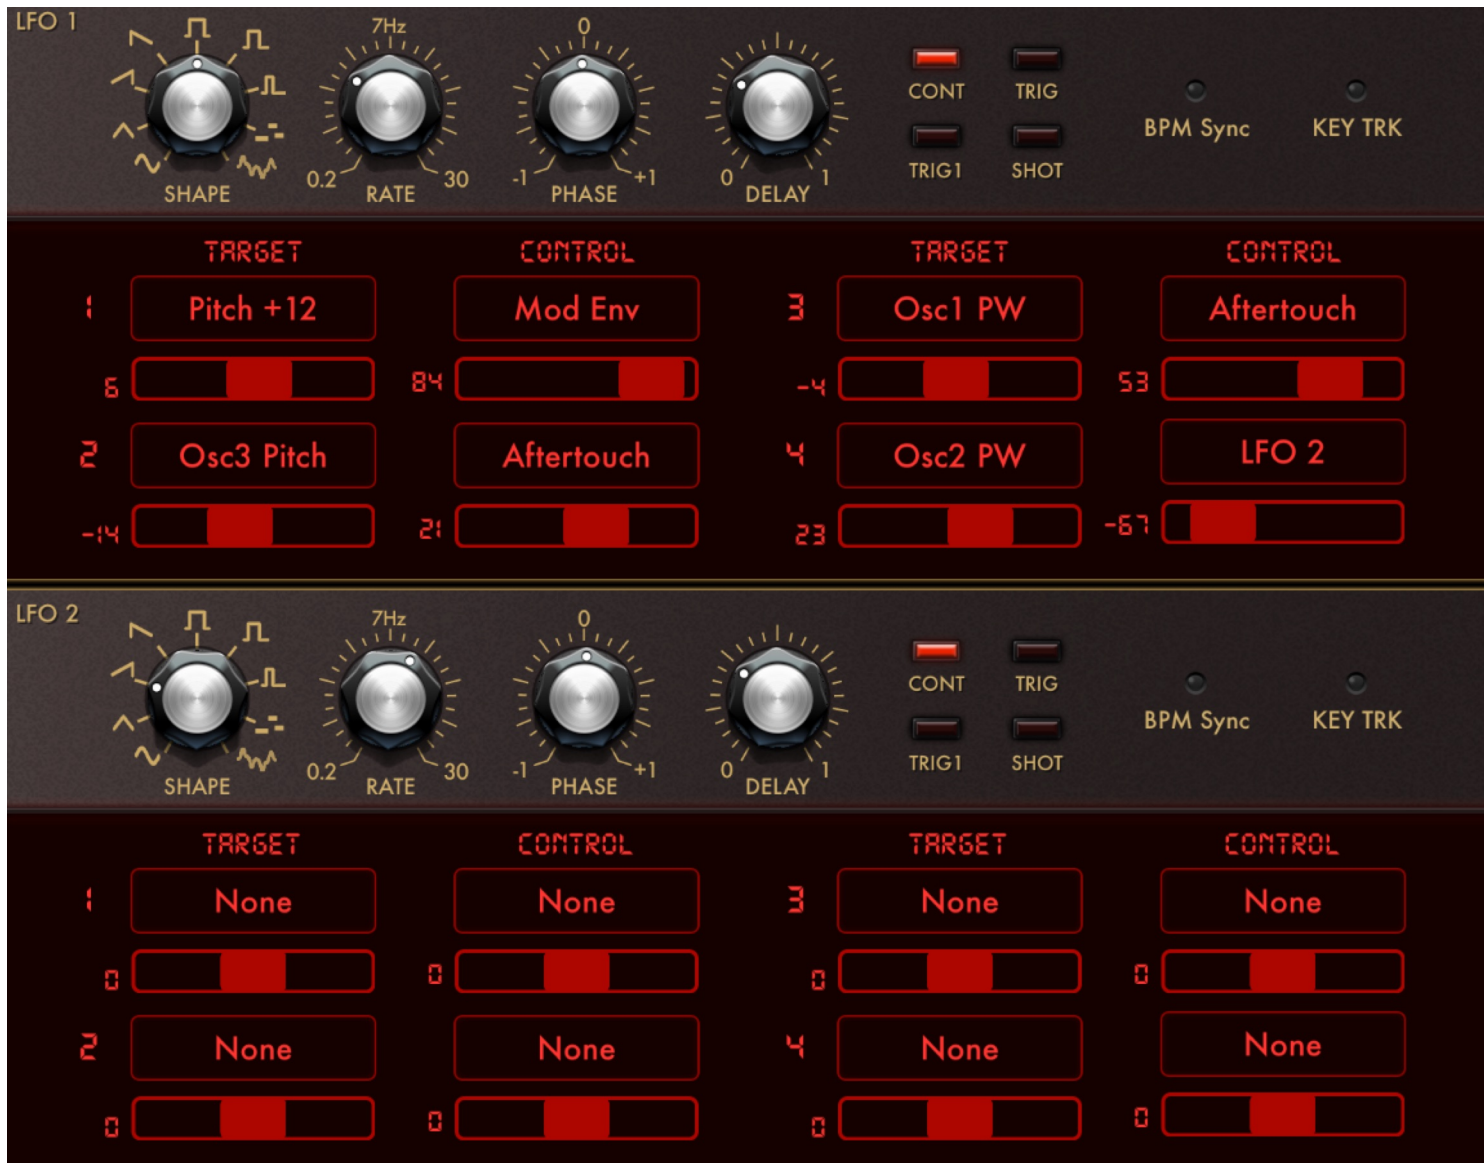 LFO 1
7Hz 0
CONT TRIG
BPM Sync KEY TRK
TRIG1 SHOT
0.2 30 -1 +1 0 1
SHAPE RATE PHASE DELAY
TARGET CONTROL TARGET CONTROL
1 Pitch +12 Mod Env 3 Osc1 PW Aftertouch
6 84 -4 53
2 Osc3 Pitch Aftertouch 4 Osc2 PW LFO 2
-14 21 23 -67
LFO 2
7Hz 0
CONT TRIG
BPM Sync KEY TRK
TRIG1 SHOT
0.2 30 -1 +1 0 1
SHAPE RATE PHASE DELAY
TARGET CONTROL TARGET CONTROL
1 None None 3 None None
0 0 0 0
2 None None 4 None None
0 0 0 0